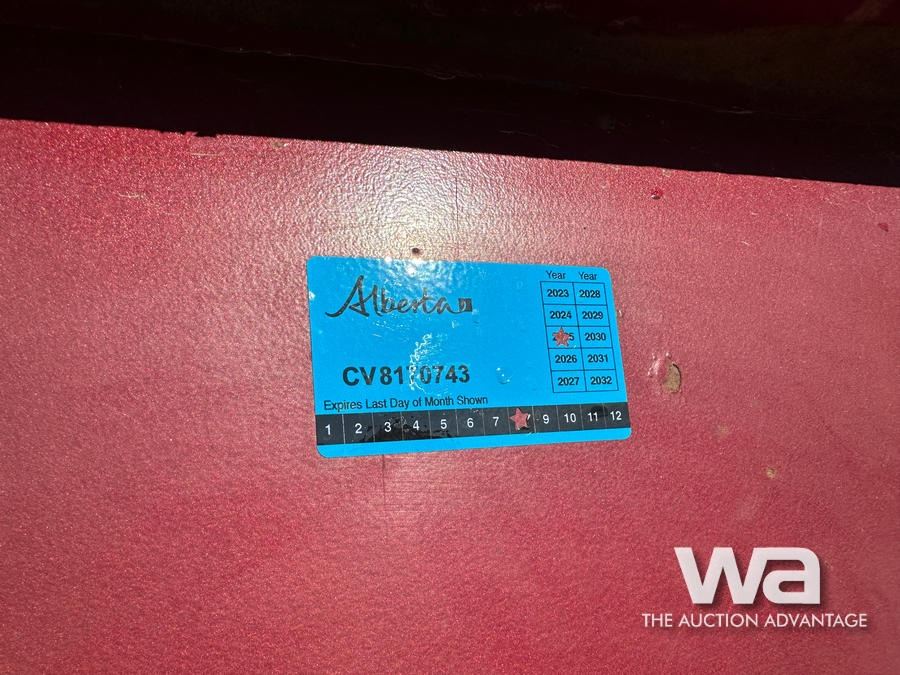 Alberta
Year Year
2023 2028
2024 2029
2025 2030
2026 2031
2027 2032
Expires Last Day of Month Shown
1 2 3 4 5 6 7 9 10 11 12
wa
THE AUCTION ADVANTAGE